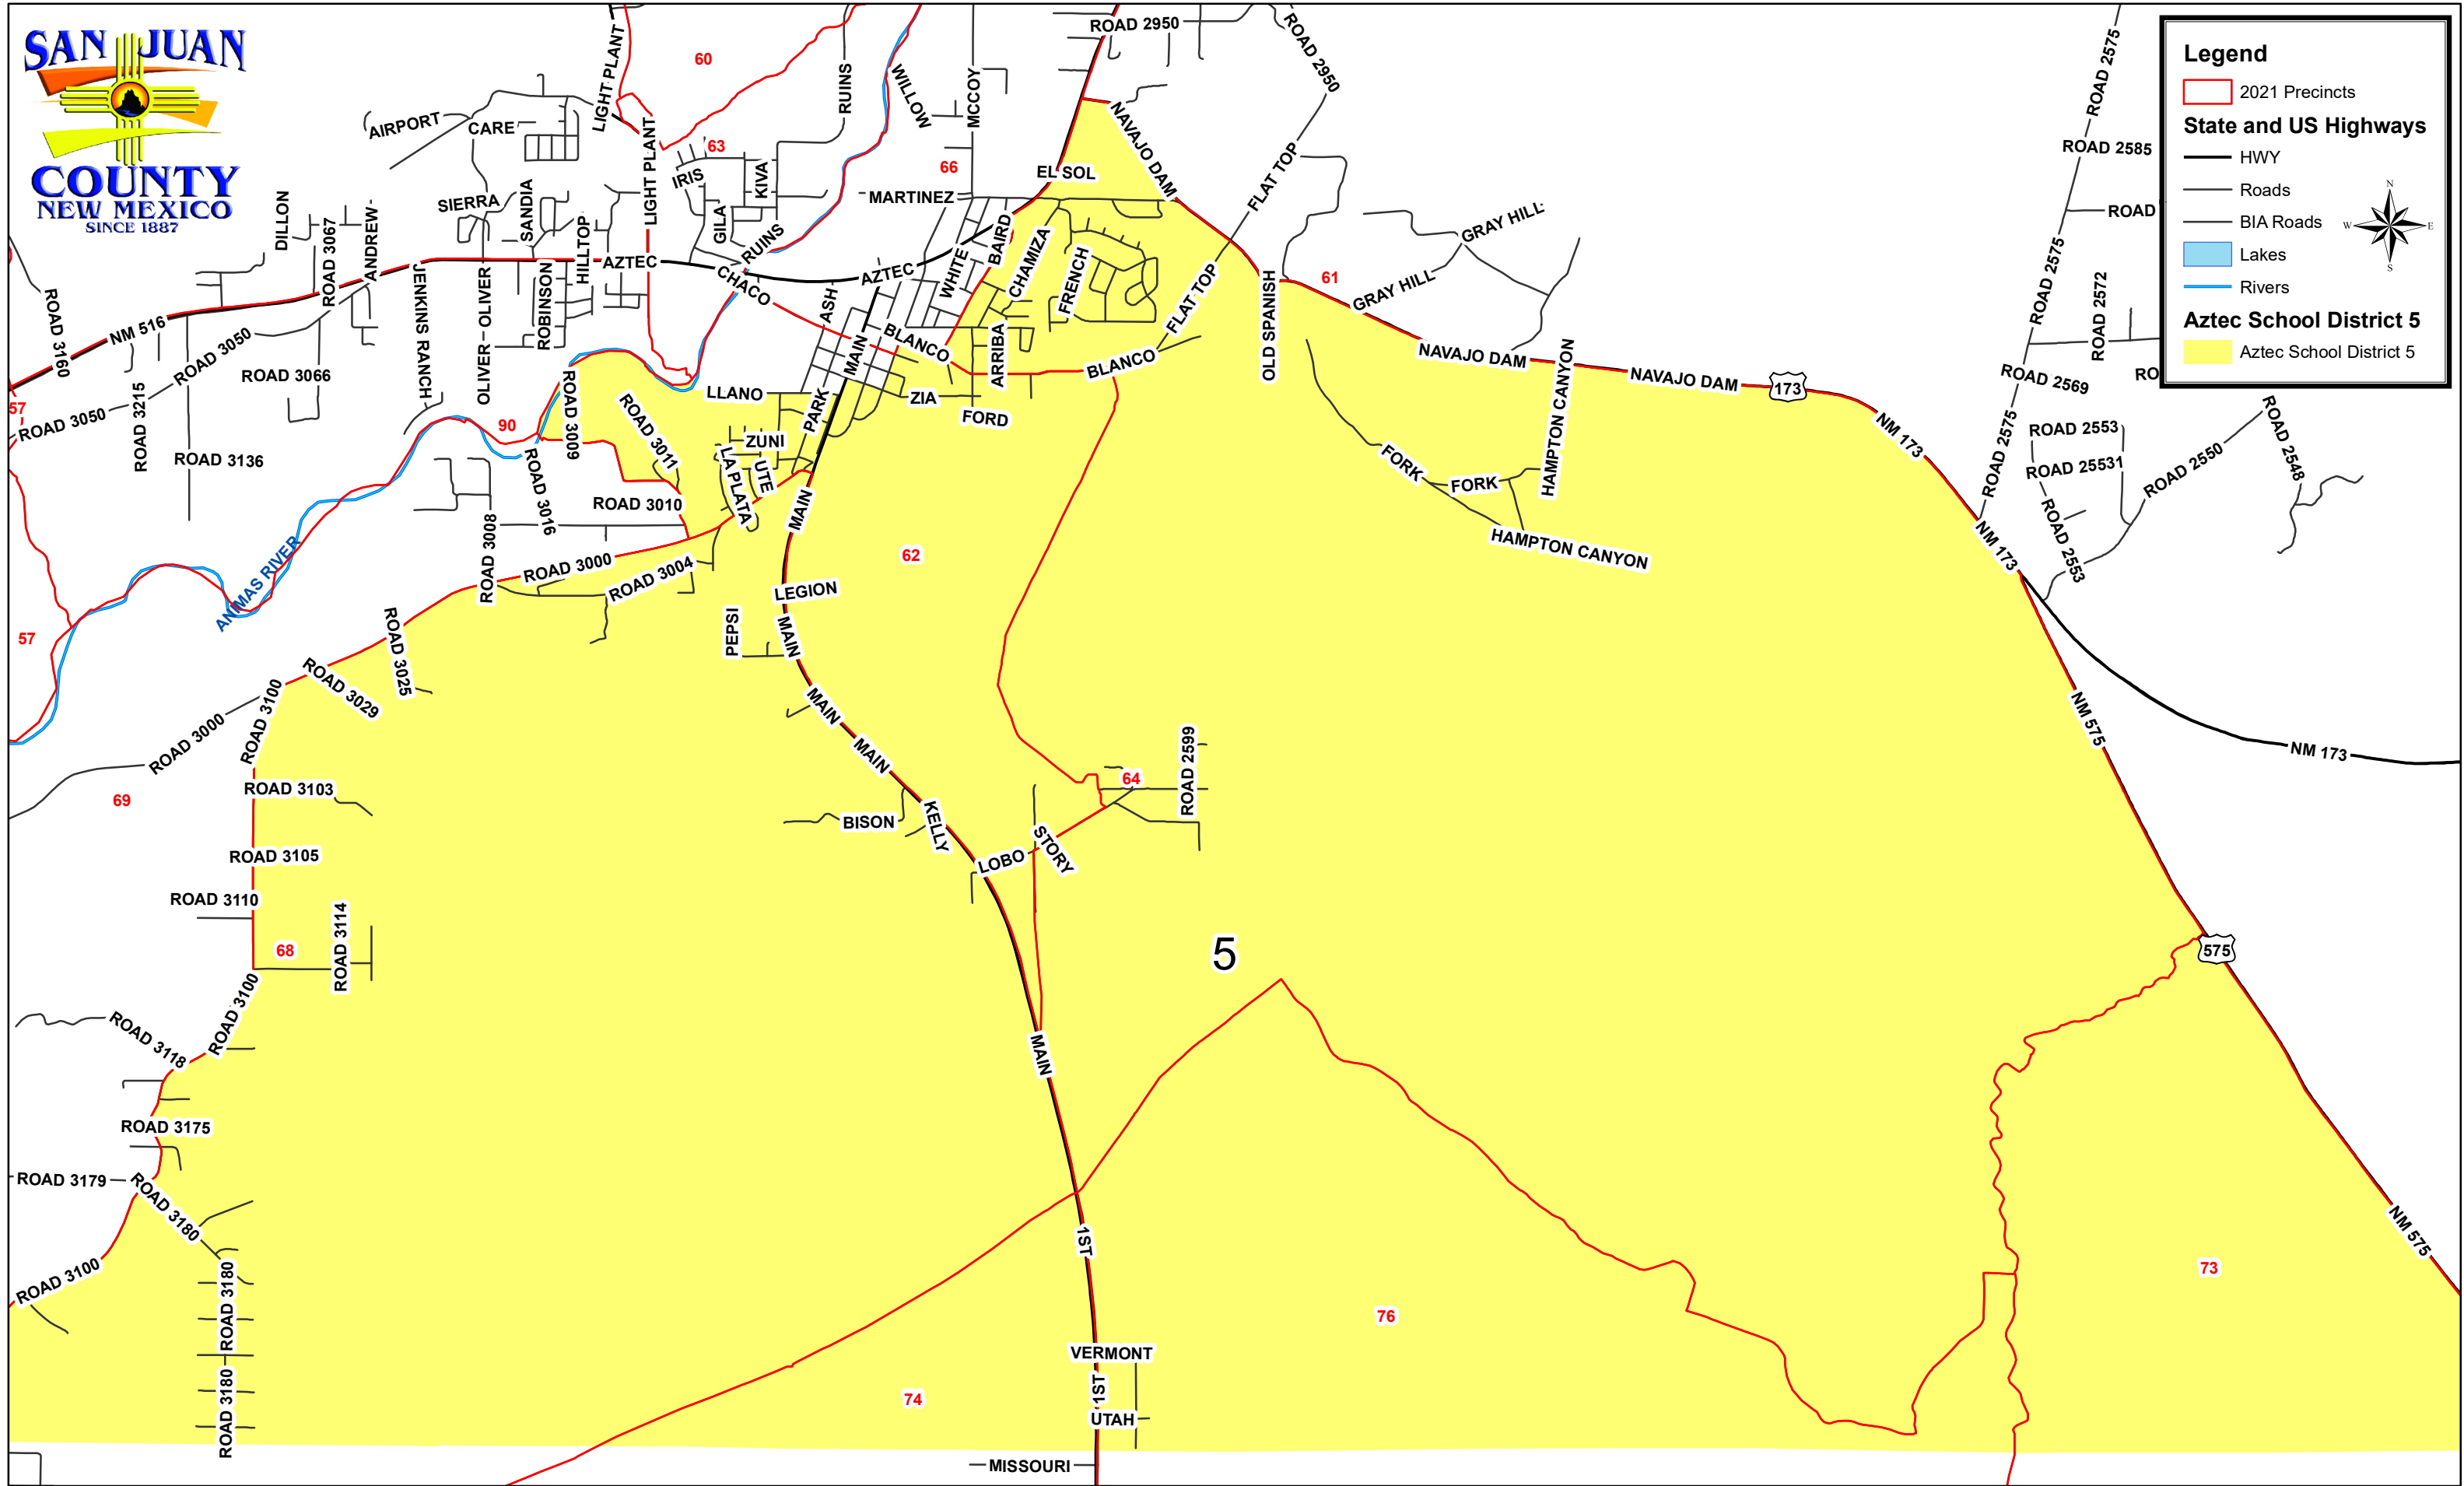 SAN JUAN
COUNTY
NEW MEXICO
SINCE 1887
Legend
2021 Precincts
State and US Highways
HWY
Roads
BIA Roads
Lakes
Rivers
Aztec School District 5
Aztec School District 5
N
W
E
S
ROAD 2950
ROAD 2950
LIGHT PLANT
60
RUINS
WILLOW
MCCOY
ROAD 2575
AIRPORT
CARE
LIGHT PLANT
63
66
NAVAJO DAM
ROAD 2585
IRIS
KIVA
EL SOL
FLAT TOP
MARTINEZ
DILLON
ROAD 3067
ANDREW
SIERRA
SANDIA
HILLTOP
GILA
RUINS
BAIRD
CHAMIZA
GRAY HILL
ROAD
ROAD 2575
AZTEC
CHACO
AZTEC
WHITE
FRENCH
FLAT TOP
OLD SPANISH
61
GRAY HILL
ROAD 2572
ROAD 3160
NM 516
ROAD 3050
JENKINS RANCH
OLIVER
OLIVER
ROBINSON
ASH
MAIN
BLANCO
ARRIBA
BLANCO
NAVAJO DAM
NAVAJO DAM
173
HAMPTON CANYON
ROAD 2569
RO
57
ROAD 3050
ROAD 3215
ROAD 3066
ROAD 3136
90
ROAD 3009
ROAD 3011
LLANO
PARK
ZIA
FORD
NM 173
ROAD 2575
ROAD 2553
ROAD 25531
ROAD 2550
ROAD 2548
ZUNI
UTE
LA PLATA
ROAD 3016
ROAD 3010
MAIN
FORK
FORK
HAMPTON CANYON
NM 173
ROAD 2553
ANIMAS RIVER
ROAD 3008
ROAD 3000
ROAD 3004
62
LEGION
57
PEPSI
MAIN
ROAD 3025
ROAD 3029
ROAD 3100
ROAD 3000
MAIN
MAIN
NM 575
NM 173
69
ROAD 3103
64
ROAD 2599
BISON
KELLY
STORY
LOBO
ROAD 3105
ROAD 3110
ROAD 3114
68
5
575
ROAD 3100
ROAD 3118
MAIN
ROAD 3175
ROAD 3179
ROAD 3180
1ST
NM 575
ROAD 3100
ROAD 3180
73
76
VERMONT
ROAD 3180
74
1ST
UTAH
MISSOURI